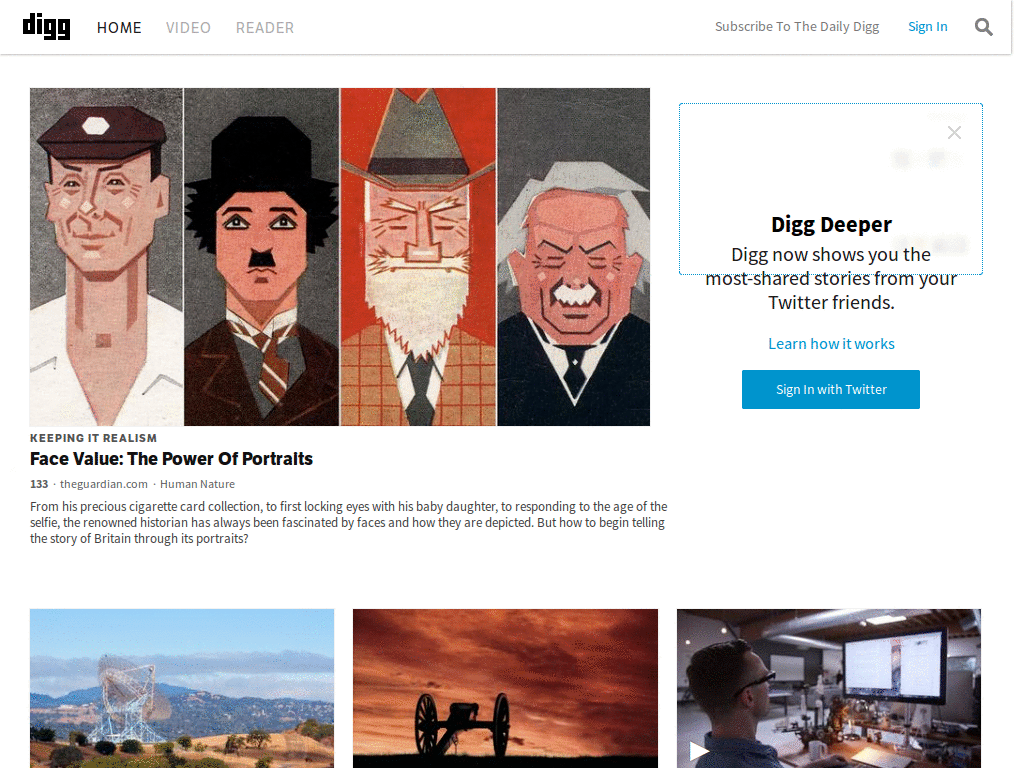 digg HOME VIDEO READER Subscribe To The Daily Digg Sign In
Digg Deeper
Digg now shows you the
most-shared stories from your
Twitter friends.
Learn how it works
Sign In with Twitter
KEEPING IT REALISM
Face Value: The Power Of Portraits
133 · theguardian.com · Human Nature
From his precious cigarette card collection, to first locking eyes with his baby daughter, to responding to the age of the
selfie, the renowned historian has always been fascinated by faces and how they are depicted. But how to begin telling
the story of Britain through its portraits?